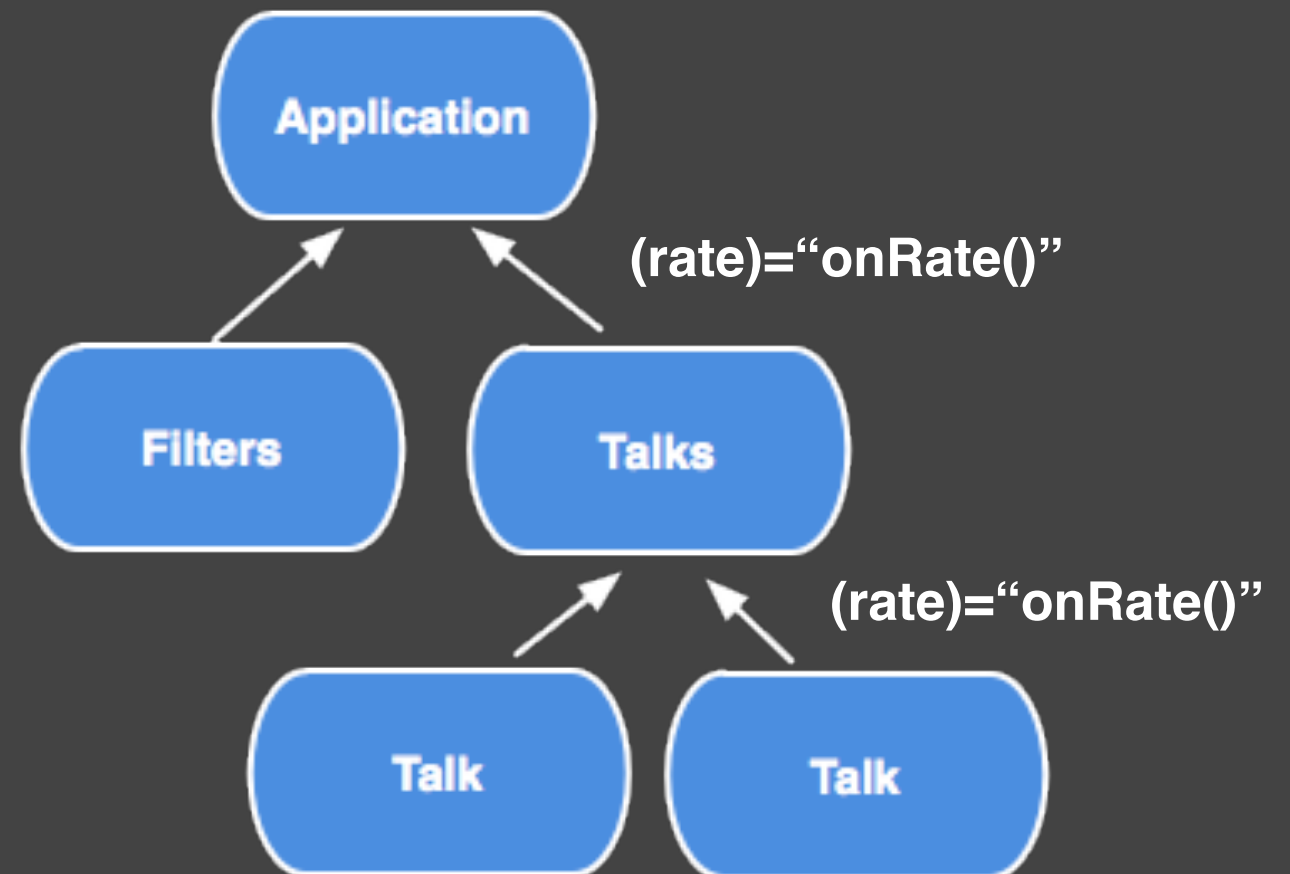 Application
(rate)=“onRate()”
Filters
Talks
(rate)=“onRate()”
Talk
Talk